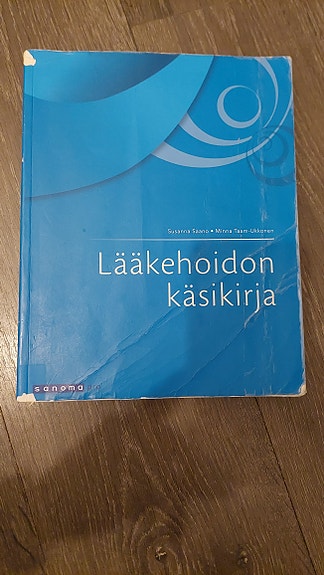 Susanna Saano • Minna Taam-Ukkonen
Lääkehoidon
käsikirja
sanoma